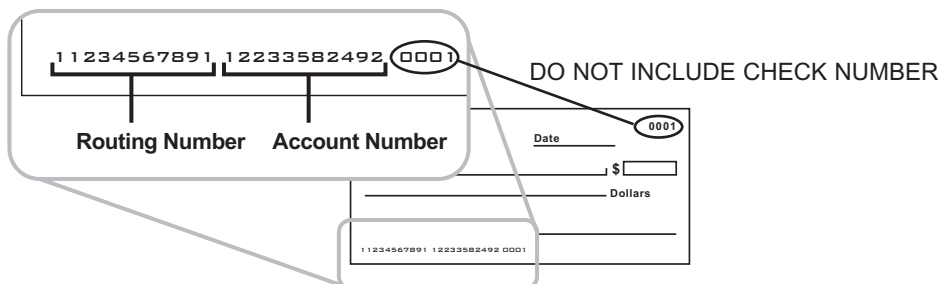 11234567891 12233582492 0001
DO NOT INCLUDE CHECK NUMBER
Routing Number Account Number
0001
Date
$
Dollars
11234567891 12233582492 0001